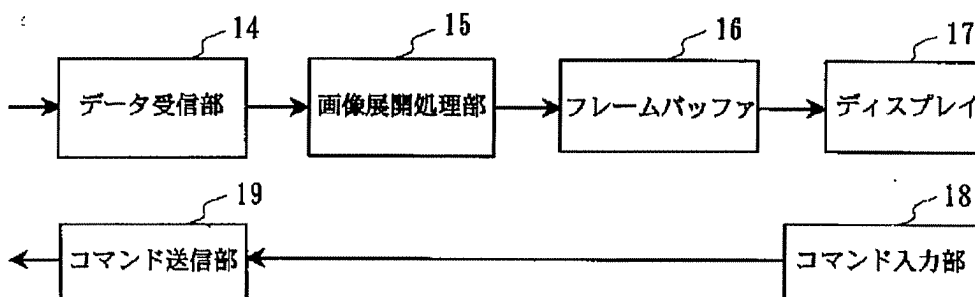 14
15
16
17
データ受信部
画像展開処理部
フレームバッファ
ディスプレイ
19
18
コマンド送信部
コマンド入力部